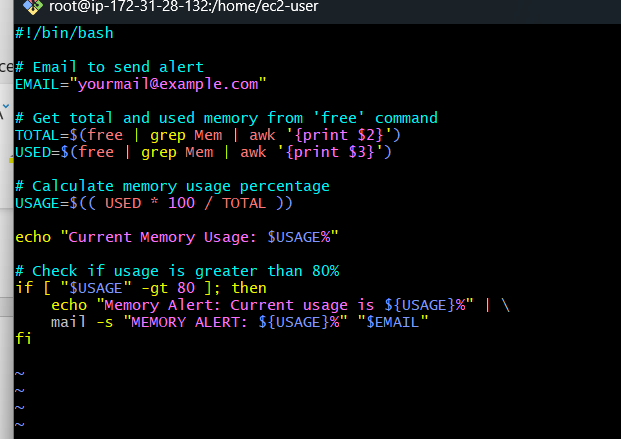 root@ip-172-31-28-132:/home/ec2-user
#!/bin/bash
# Email to send alert
EMAIL="yourmail@example.com"
# Get total and used memory from 'free' command
TOTAL=$(free | grep Mem | awk '{print $2}')
USED=$(free | grep Mem | awk '{print $3}')
# Calculate memory usage percentage
USAGE=$(( USED * 100 / TOTAL ))
echo "Current Memory Usage: $USAGE%"
# Check if usage is greater than 80%
if [ "$USAGE" -gt 80 ]; then
    echo "Memory Alert: Current usage is ${USAGE}%" | \
    mail -s "MEMORY ALERT: ${USAGE}%" "$EMAIL"
fi
~
~
~
~